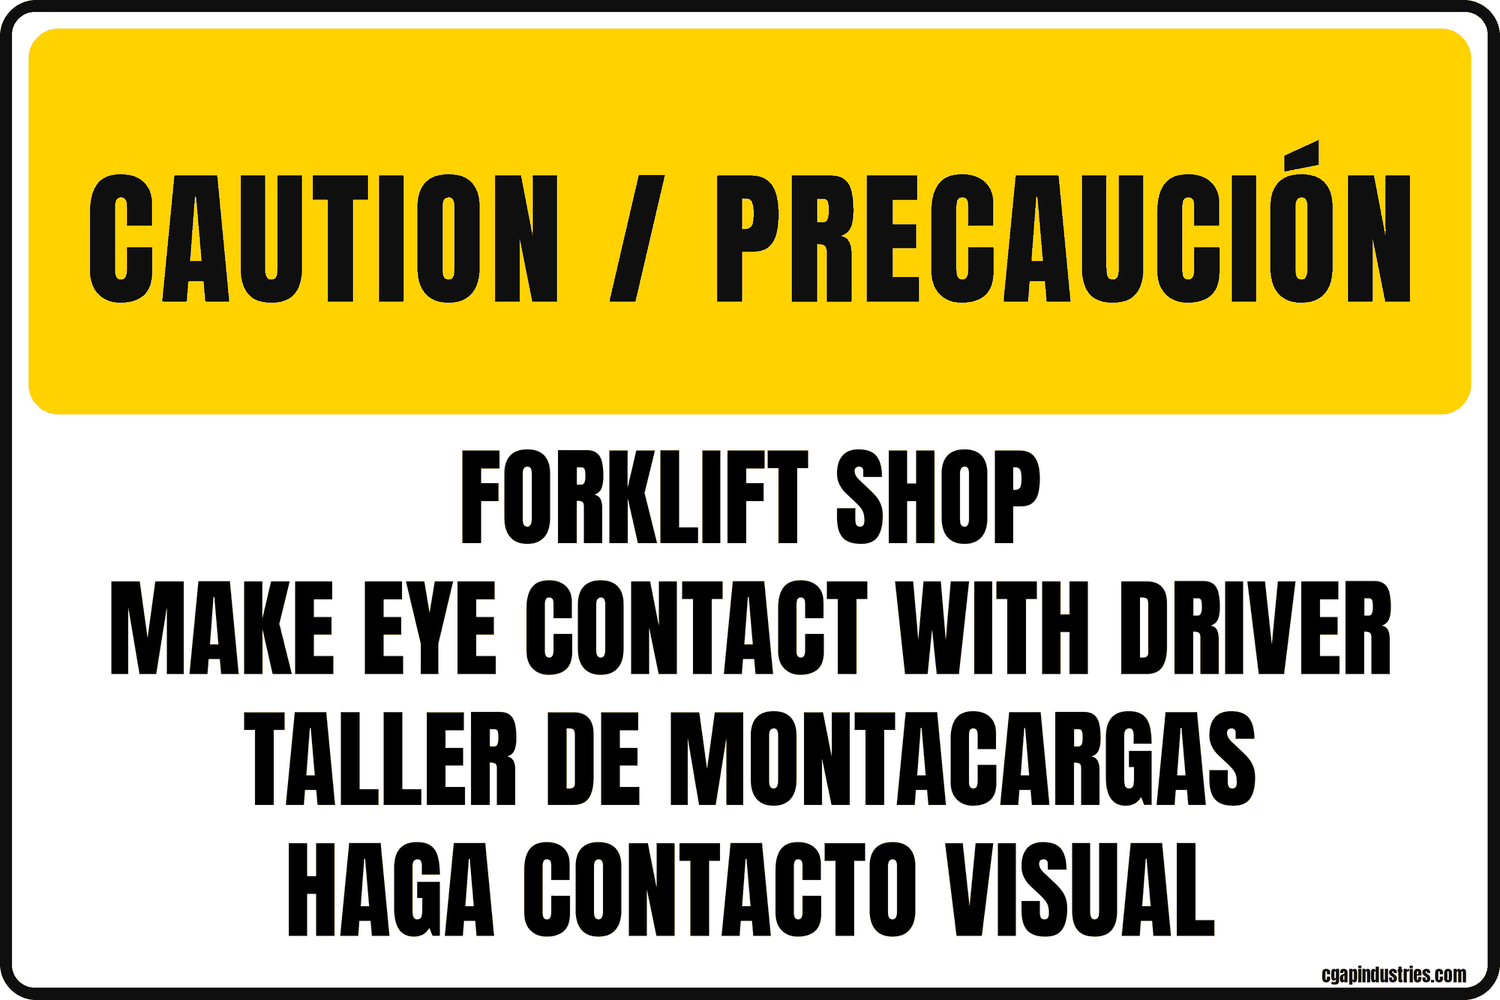 CAUTION / PRECAUCIÓN
FORKLIFT SHOP
MAKE EYE CONTACT WITH DRIVER
TALLER DE MONTACARGAS
HAGA CONTACTO VISUAL
cgapindustries.com